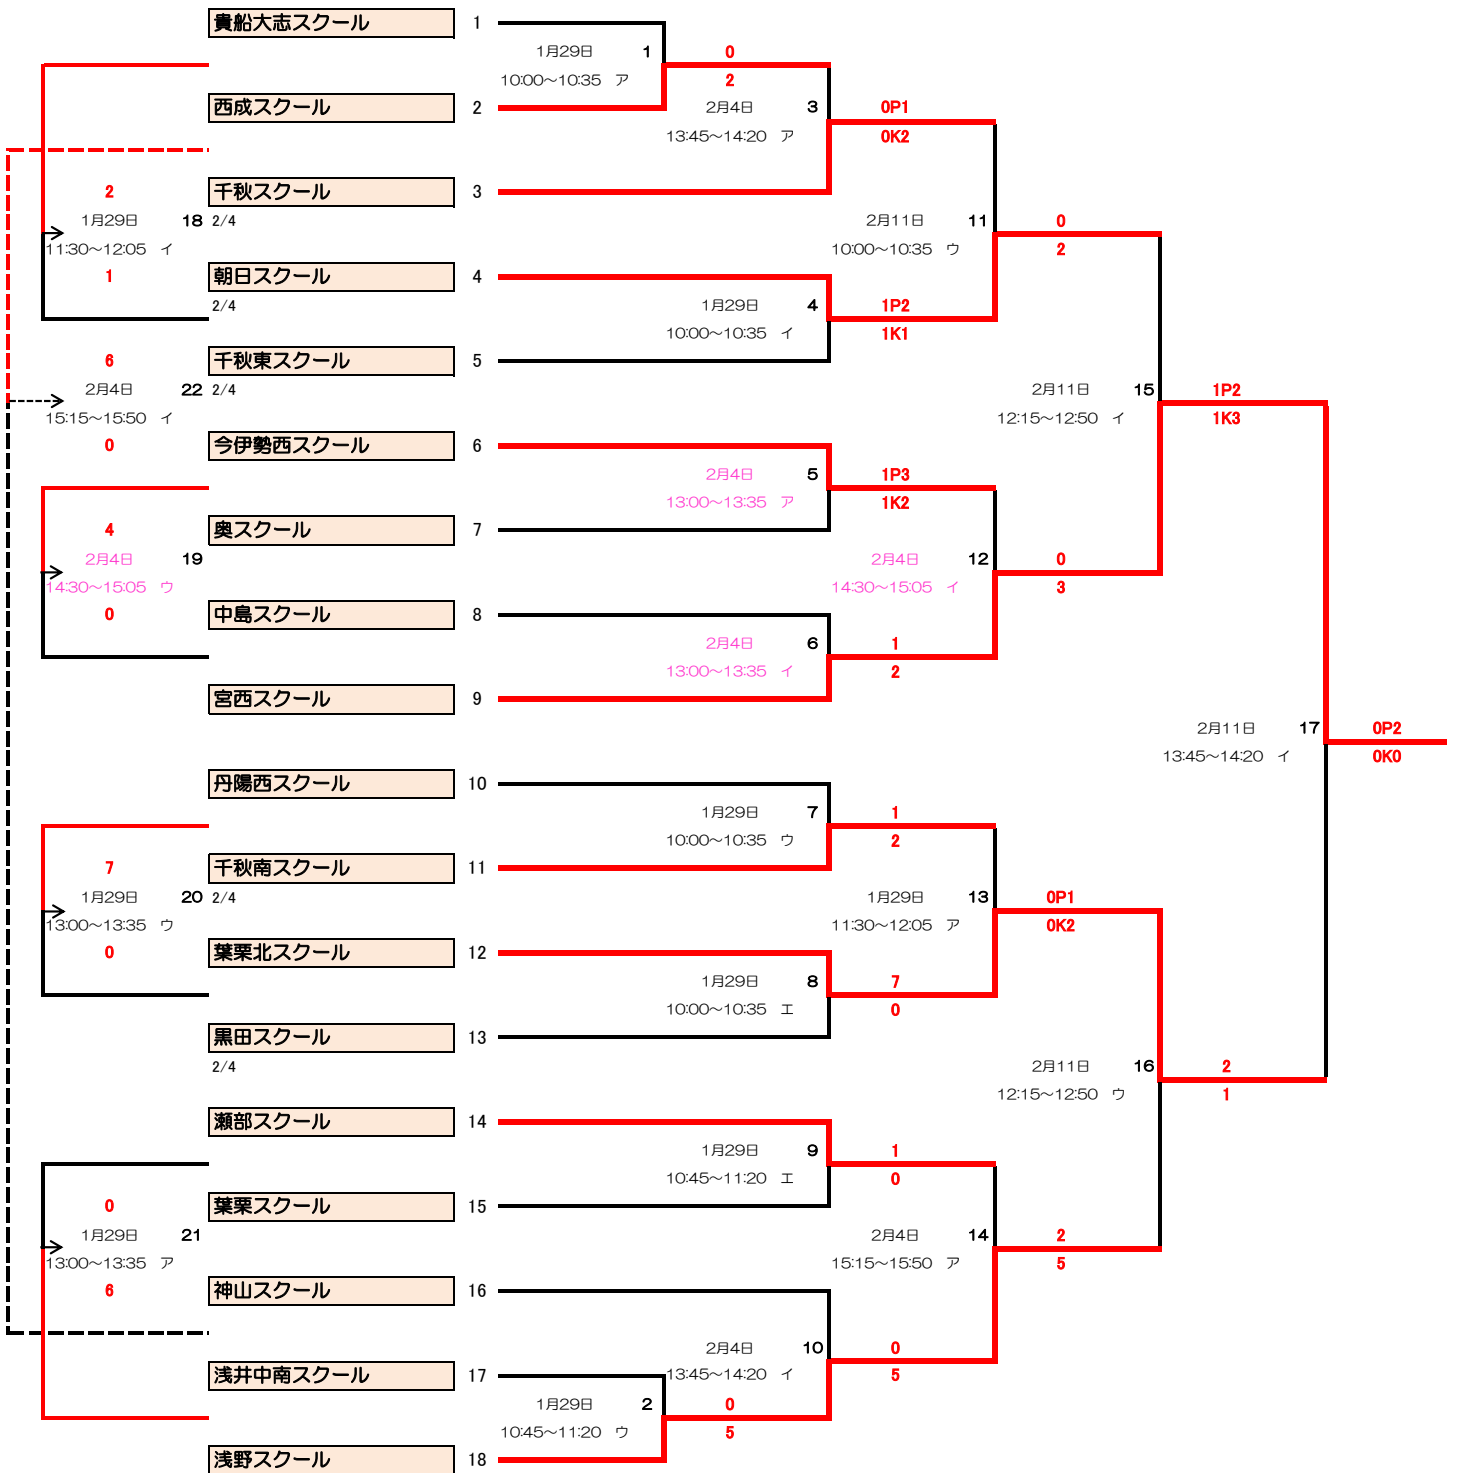 貴船大志スクール 1
1月29日 1 0
10:00～10:35 ア 2
西成スクール 2 2月4日 3 0P1
13:45～14:20 ア 0K2
2 千秋スクール 3
1月29日 18 2/4 2月11日 11 0
11:30～12:05 イ 10:00～10:35 ウ 2
1 朝日スクール 4
2/4 1月29日 4 1P2
10:00～10:35 イ 1K1
6 千秋東スクール 5
2月4日 22 2/4 2月11日 15 1P2
15:15～15:50 イ 12:15～12:50 イ 1K3
0 今伊勢西スクール 6
2月4日 5 1P3
13:00～13:35 ア 1K2
4 奥スクール 7
2月4日 19 2月4日 12 0
14:30～15:05 ウ 14:30～15:05 イ 3
0 中島スクール 8
2月4日 6 1
13:00～13:35 イ 2
宮西スクール 9
2月11日 17 0P2
13:45～14:20 イ 0K0
丹陽西スクール 10
1月29日 7 1
10:00～10:35 ウ 2
7 千秋南スクール 11
1月29日 20 2/4 1月29日 13 0P1
13:00～13:35 ウ 11:30～12:05 ア 0K2
0 葉栗北スクール 12
1月29日 8 7
10:00～10:35 エ 0
黒田スクール 13
2/4 2月11日 16 2
12:15～12:50 ウ 1
瀬部スクール 14
1月29日 9 1
10:45～11:20 エ 0
0 葉栗スクール 15
1月29日 21 2月4日 14 2
13:00～13:35 ア 15:15～15:50 ア 5
6 神山スクール 16
2月4日 10 0
浅井中南スクール 17 13:45～14:20 イ 5
1月29日 2 0
10:45～11:20 ウ 5
浅野スクール 18